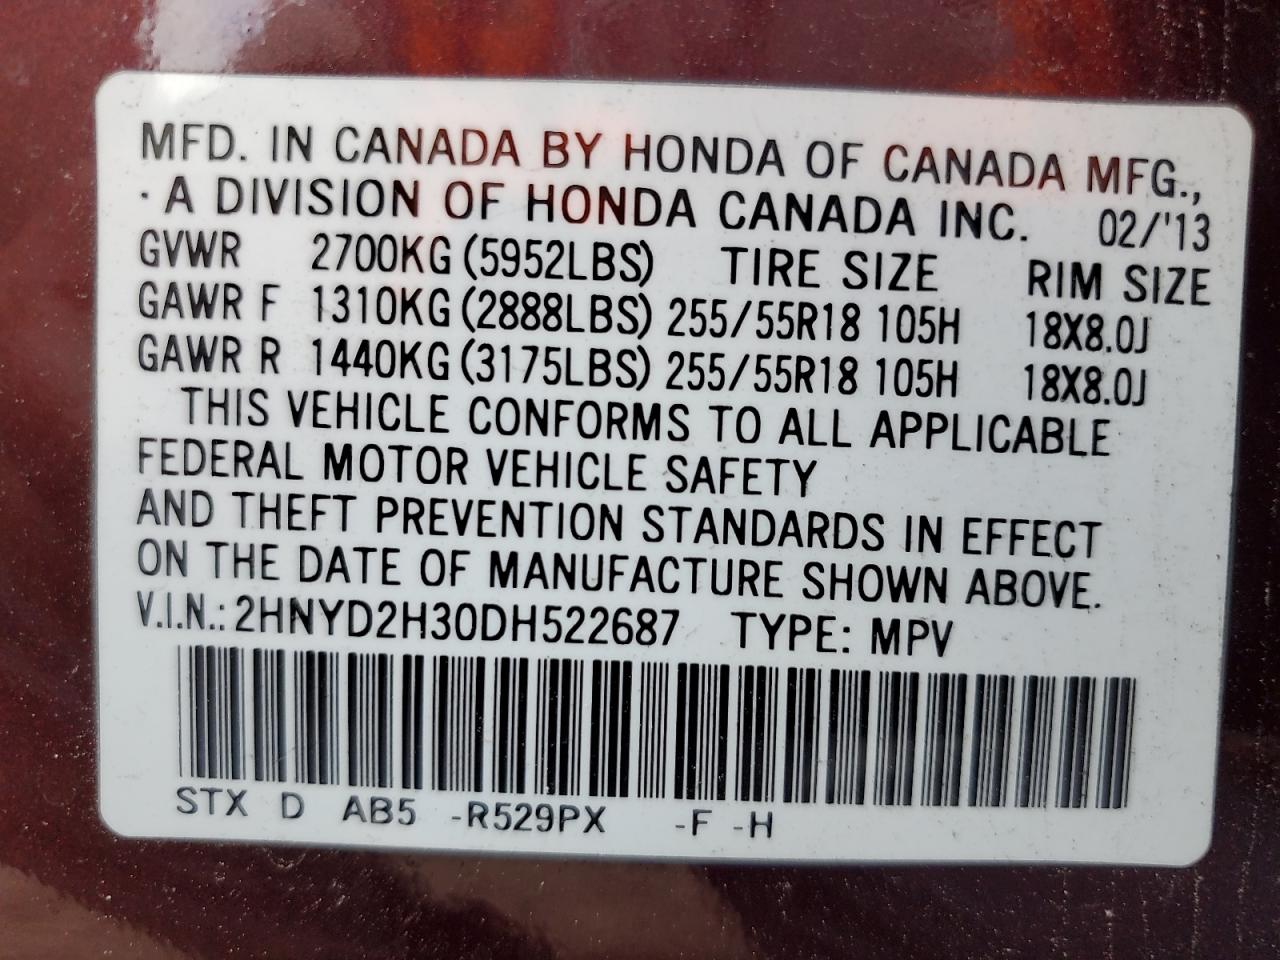 MFD. IN CANADA BY HONDA OF CANADA MFG.,
· A DIVISION OF HONDA CANADA INC. 02/'13
GVWR 2700KG (5952LBS) TIRE SIZE RIM SIZE
GAWR F 1310KG (2888LBS) 255/55R18 105H 18X8.0J
GAWR R 1440KG (3175LBS) 255/55R18 105H 18X8.0J
THIS VEHICLE CONFORMS TO ALL APPLICABLE
FEDERAL MOTOR VEHICLE SAFETY
AND THEFT PREVENTION STANDARDS IN EFFECT
ON THE DATE OF MANUFACTURE SHOWN ABOVE.
V.I.N.: 2HNYD2H30DH522687 TYPE: MPV
STX D AB5 -R529PX -F -H